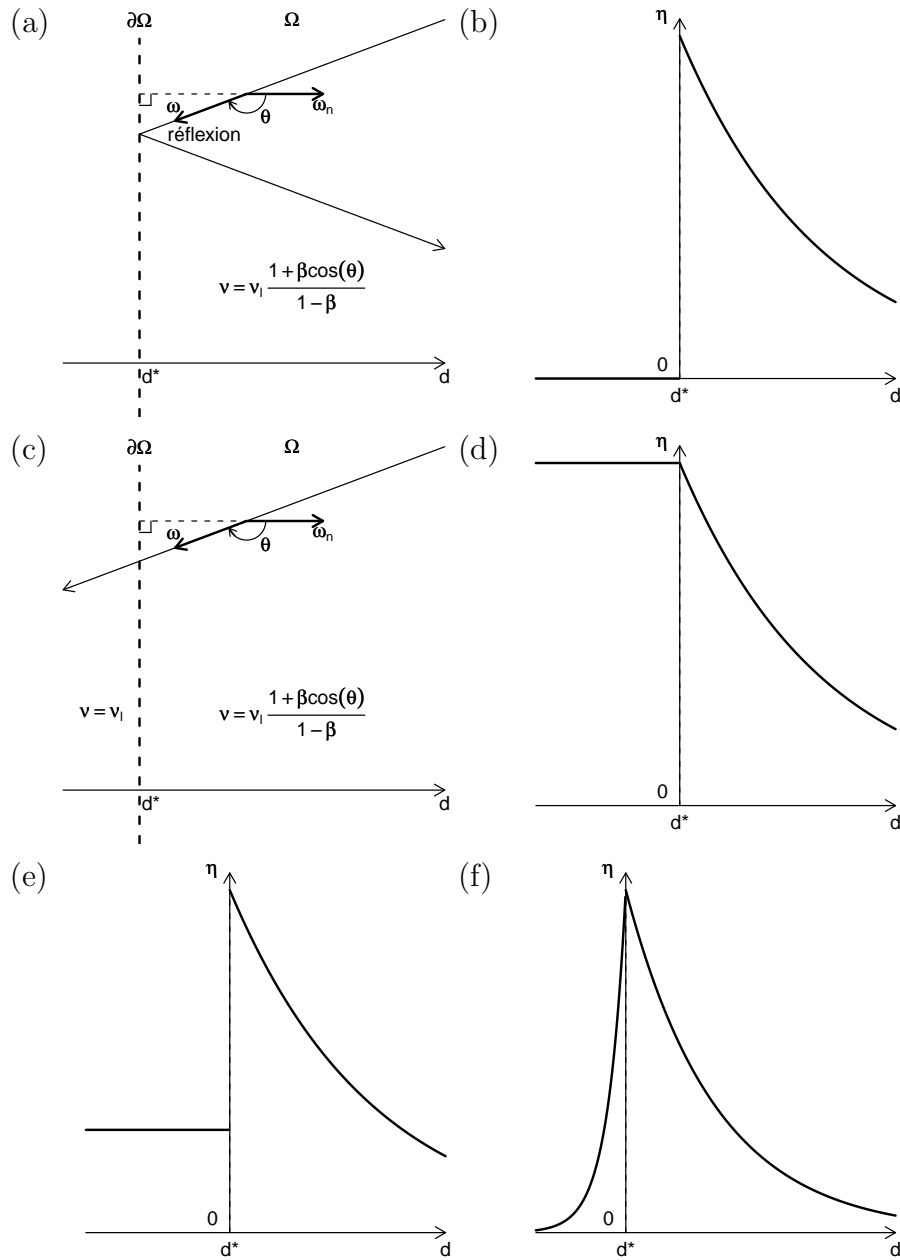 (a)
∂Ω Ω
ω θ ωn
réflexion
ν = νl (1 + βcos(θ)) / (1 − β)
d* d
(b)
η
0
d* d
(c)
∂Ω Ω
ω θ ωn
ν = νl ν = νl (1 + βcos(θ)) / (1 − β)
d* d
(d)
η
0
d* d
(e)
η
0
d* d
(f)
η
0
d* d